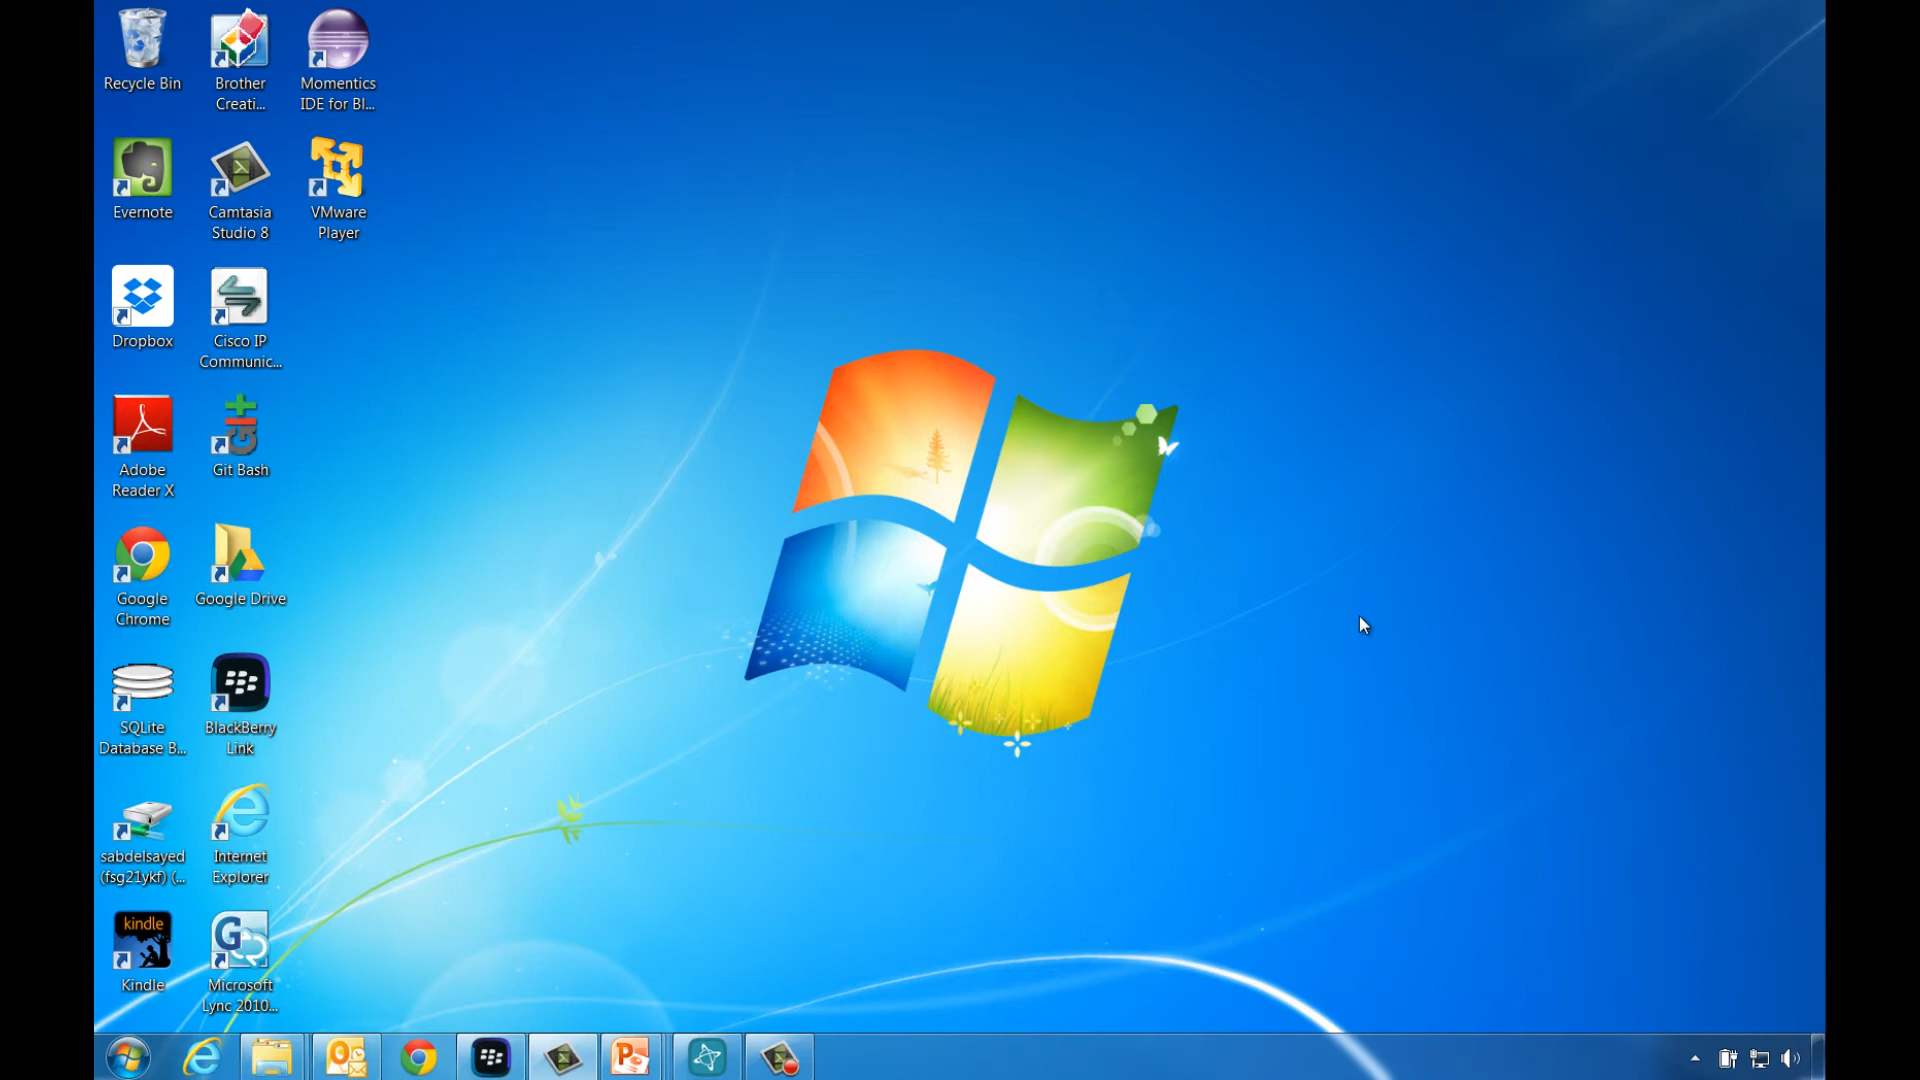 Recycle Bin
Brother
Creati...
Momentics
IDE for Bl...
Evernote
Camtasia
Studio 8
VMware
Player
Dropbox
Cisco IP
Communic...
Adobe
Reader X
GIT
Git Bash
Google
Chrome
Google Drive
SQLite
Database B...
BlackBerry
Link
sabdelsayed
(fsg21ykf) (...
Internet
Explorer
kindle
Kindle
G
Microsoft
Lync 2010...